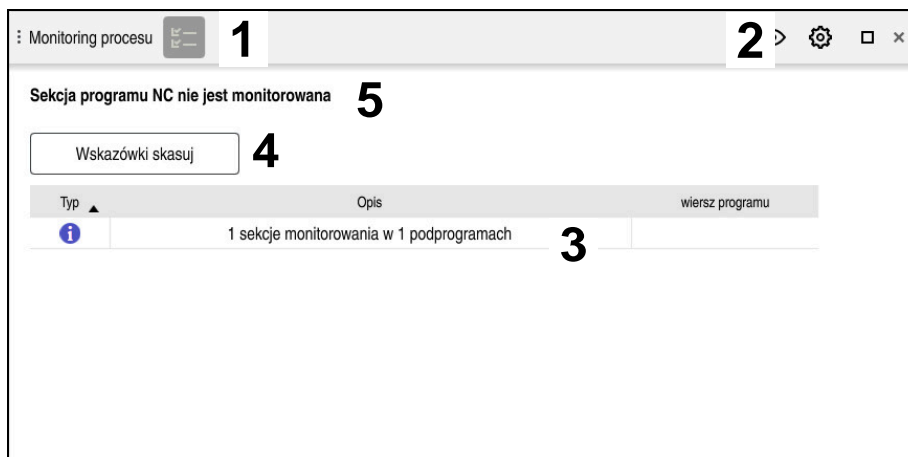 Monitoring procesu 1 2
Sekcja programu NC nie jest monitorowana 5
Wskazówki skasuj 4
Typ Opis wiersz programu
1 sekcje monitorowania w 1 podprogramach 3